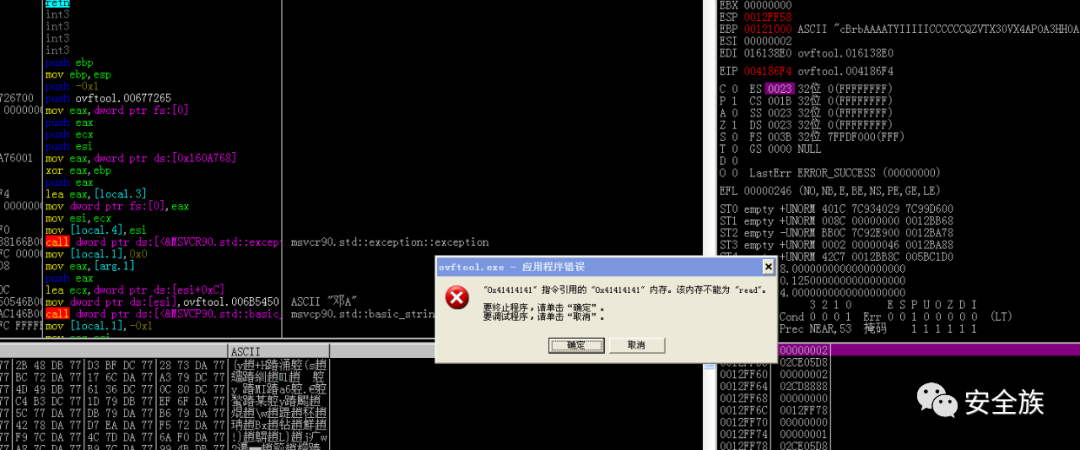 retn
int3
int3
int3
int3
push ebp
mov ebp,esp
push -0x1
push ovftool.00677265
mov eax,dword ptr fs:[0]
push eax
push ecx
push esi
mov eax,dword ptr ds:[0x160A768]
xor eax,ebp
push eax
lea eax,[local.3]
mov dword ptr fs:[0],eax
mov esi,ecx
mov [local.4],esi
call dword ptr ds:[<&MSVCR90.std::excep
msvcr90.std::exception::exception
mov [local.1],0x0
mov eax,[arg.1]
push eax
lea ecx,dword ptr ds:[esi+0xC]
mov dword ptr ds:[esi],ovftool.006B5450
ASCII "邓A"
call dword ptr ds:[<&MSVCP90.std::basic_
msvcp90.std::basic_strin
mov [local.1],-0x1
EBX 00000000
ESP 0012FF58
EBP 00121000 ASCII "cBrbAAAATYIIIIICCCCCCQZVTX30VX4AP0A3HH0A
ESI 00000002
EDI 016138E0 ovftool.016138E0
EIP 004186F4 ovftool.004186F4
C 0 ES 0023 32位 0(FFFFFFFF)
P 1 CS 001B 32位 0(FFFFFFFF)
A 0 SS 0023 32位 0(FFFFFFFF)
Z 1 DS 0023 32位 0(FFFFFFFF)
S 0 FS 003B 32位 7FFDF000(FFF)
T 0 GS 0000 NULL
D 0
O 0 LastErr ERROR_SUCCESS (00000000)
EFL 00000246 (NO,NB,E,BE,NS,PE,GE,LE)
ST0 empty +UNORM 401C 7C934029 7C99D600
ST1 empty +UNORM 008C 00000000 0012BB68
ST2 empty -UNORM BB0C 7C92E900 0012BA78
ST3 empty +UNORM 0002 00000046 0012BA88
+UNORM 42C7 0012BB8C 005BC1D0
3 2 1 0 E S P U O Z D I
Cond 0 0 0 1 Err 0 0 1 0 0 0 0 0 (LT)
Prec NEAR,53 掩码 1 1 1 1 1 1
ovftool.exe - 应用程序错误
"0x41414141" 指令引用的 "0x41414141" 内存。该内存不能为 "read"。
要终止程序，请单击“确定”。
要调试程序，请单击“取消”。
确定
取消
ASCII
77 2B 48 DB 77 D3 BF DC 77 28 73 DA 77
77 BC 72 DA 77 17 6C DA 77 A3 79 DC 77
77 4D 49 DB 77 61 36 DC 77 0C 80 DC 77
77 C4 B3 DC 77 1D 79 DB 77 EF 6F DA 77
77 5C 77 DA 77 DB 79 DA 77 B6 79 DA 77
77 42 78 DA 77 D7 EA DA 77 F5 72 DA 77
77 F9 7C DA 77 4C 7D DA 77 6A F0 DA 77
00000002
02CE05D8
0012FF60 00000002
0012FF64 02CD8888
0012FF68 00000000
0012FF6C 0012FF78
0012FF70 00000000
0012FF74 00000001
0012FF78 02CE05D8
安全族